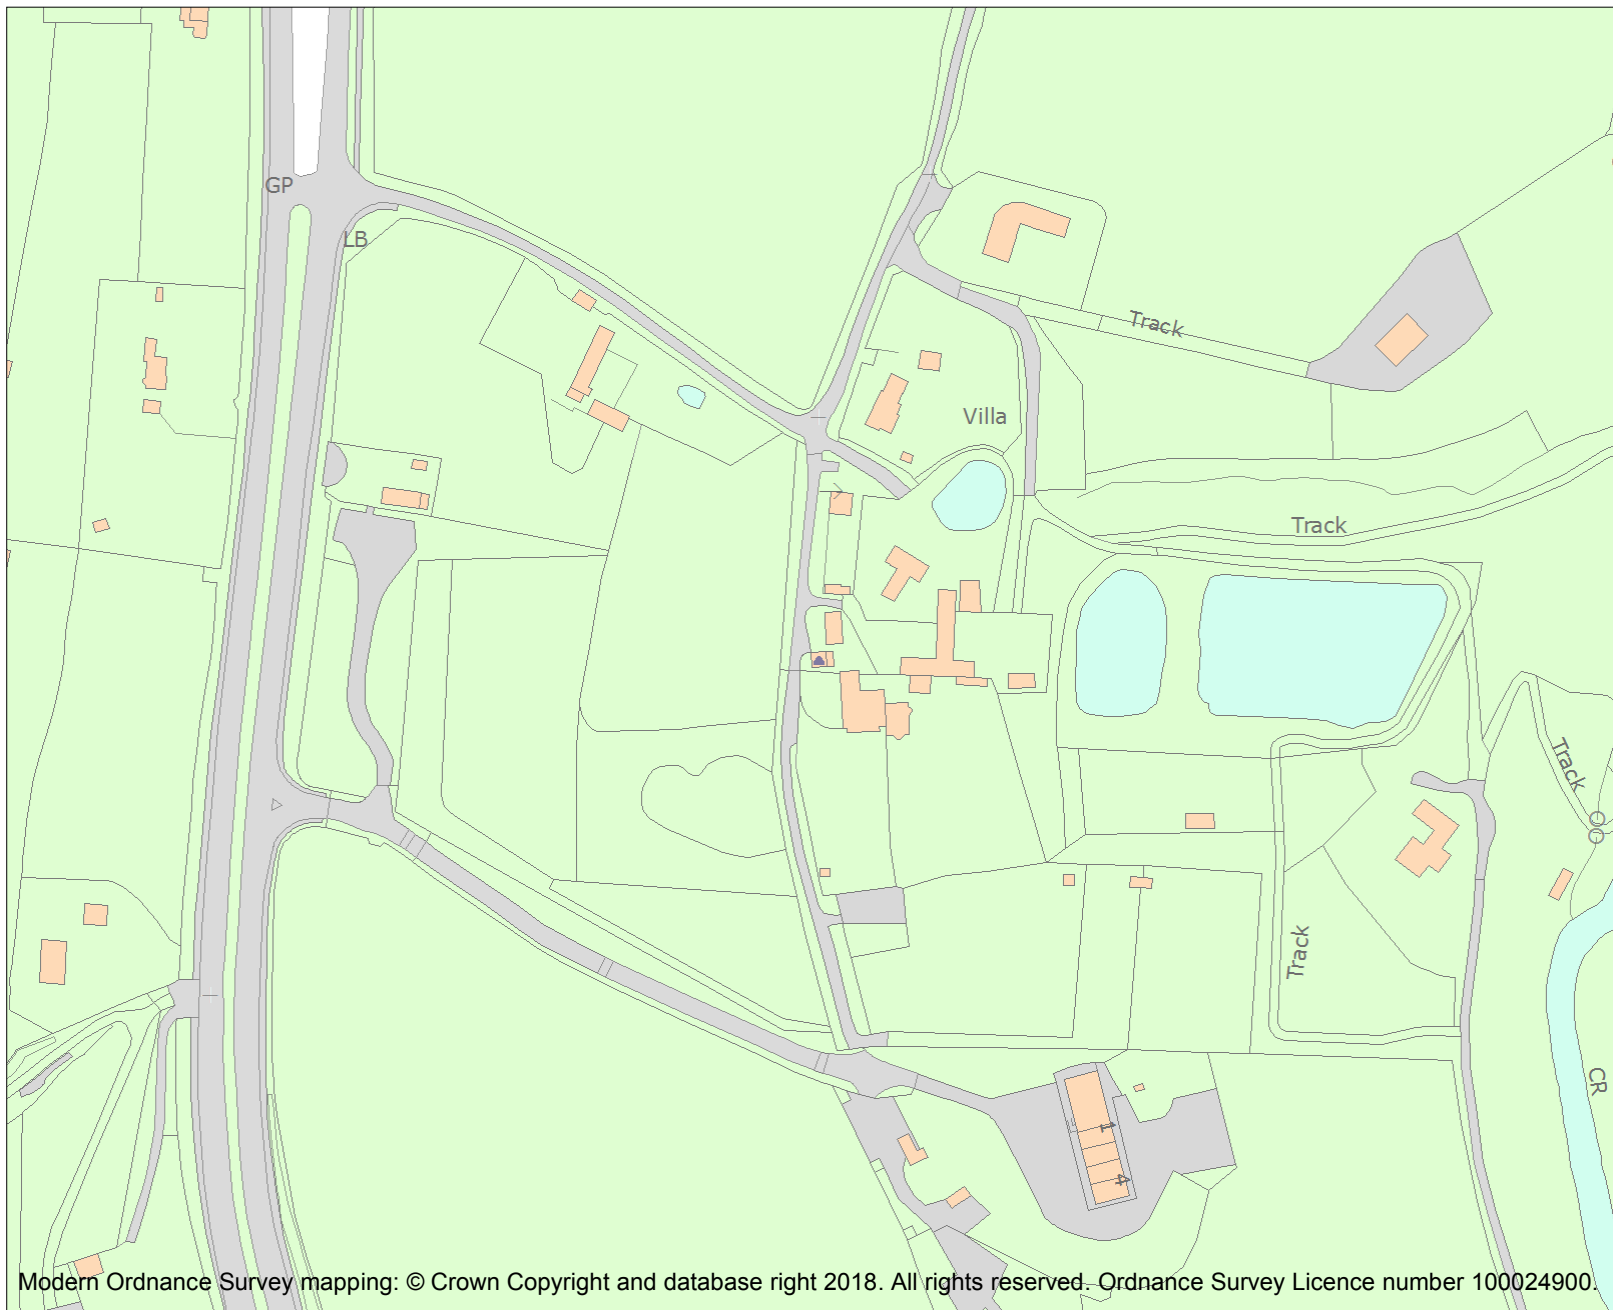 GP
LB
Track
Villa
Track
Track
Track
CR
1
4
Modern Ordnance Survey mapping: © Crown Copyright and database right 2018. All rights reserved. Ordnance Survey Licence number 100024900.